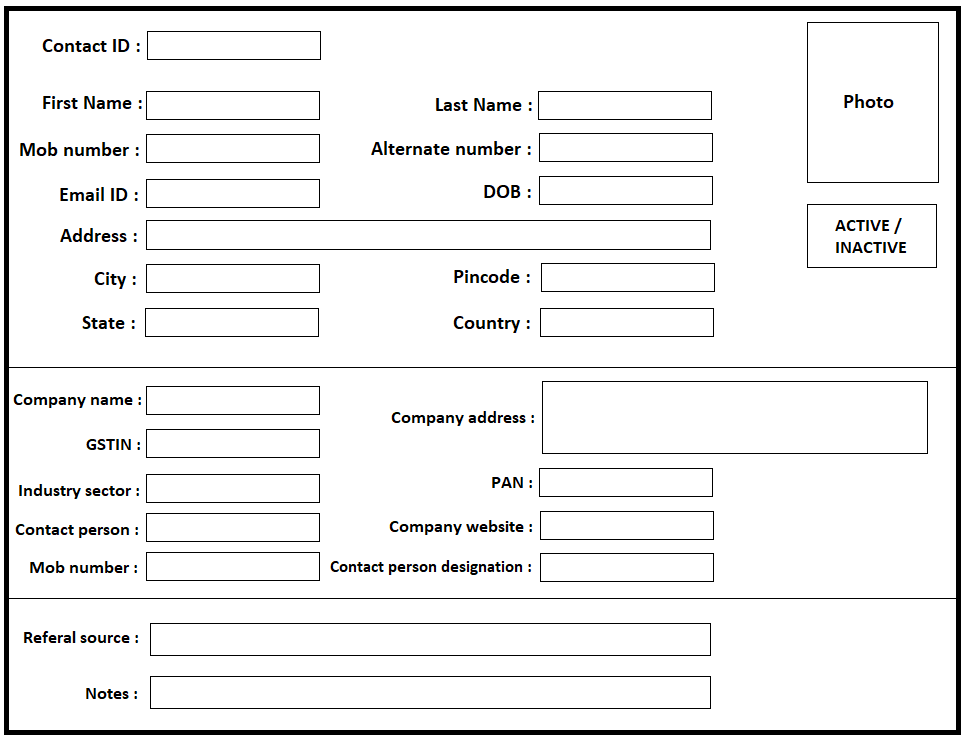 Contact ID :
Photo
First Name :
Last Name :
Mob number :
Alternate number :
Email ID :
DOB :
ACTIVE /
INACTIVE
Address :
City :
Pincode :
State :
Country :
Company name :
Company address :
GSTIN :
Industry sector :
PAN :
Contact person :
Company website :
Mob number :
Contact person designation :
Referal source :
Notes :